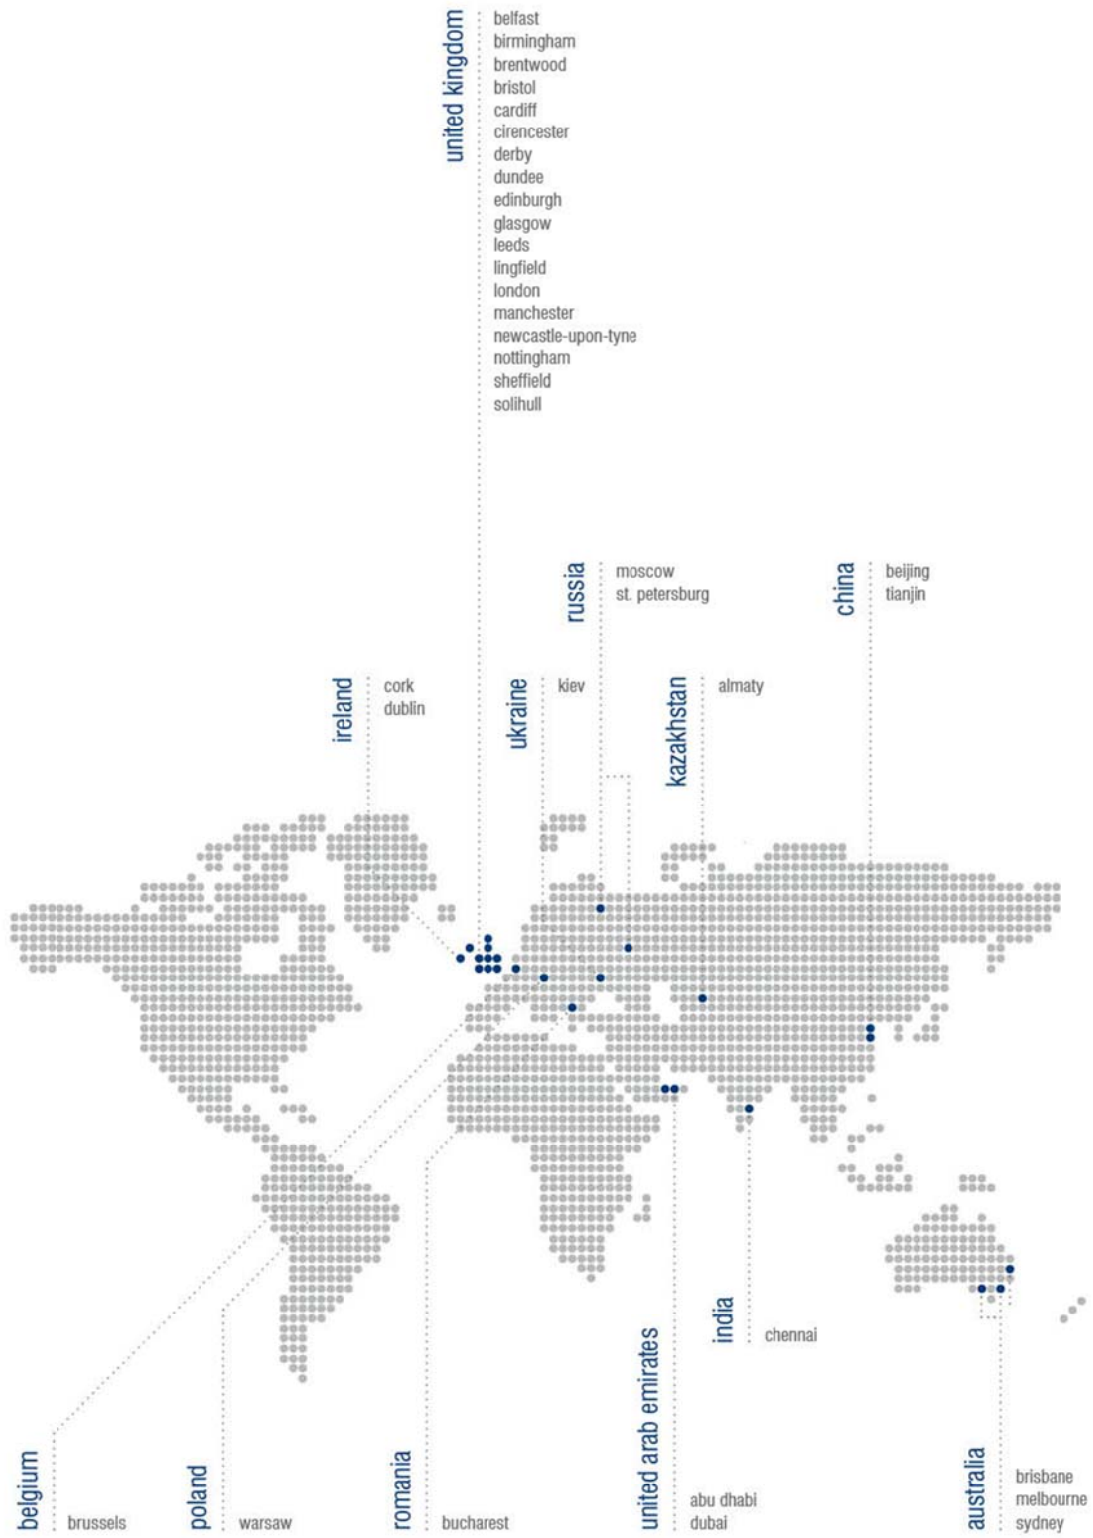 united kingdom
belfast
birmingham
brentwood
bristol
cardiff
cirencester
derby
dundee
edinburgh
glasgow
leeds
lingfield
london
manchester
newcastle-upon-tyne
nottingham
sheffield
solihull
russia
moscow
st. petersburg
china
beijing
tianjin
ireland
cork
dublin
ukraine
kiev
kazakhstan
almaty
india
chennai
belgium
brussels
poland
warsaw
romania
bucharest
united arab emirates
abu dhabi
dubai
australia
brisbane
melbourne
sydney